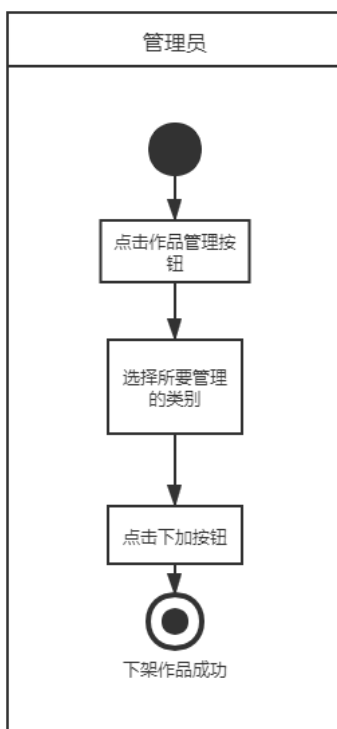 管理员
点击作品管理按
钮
选择所要管理
的类别
点击下加按钮
下架作品成功